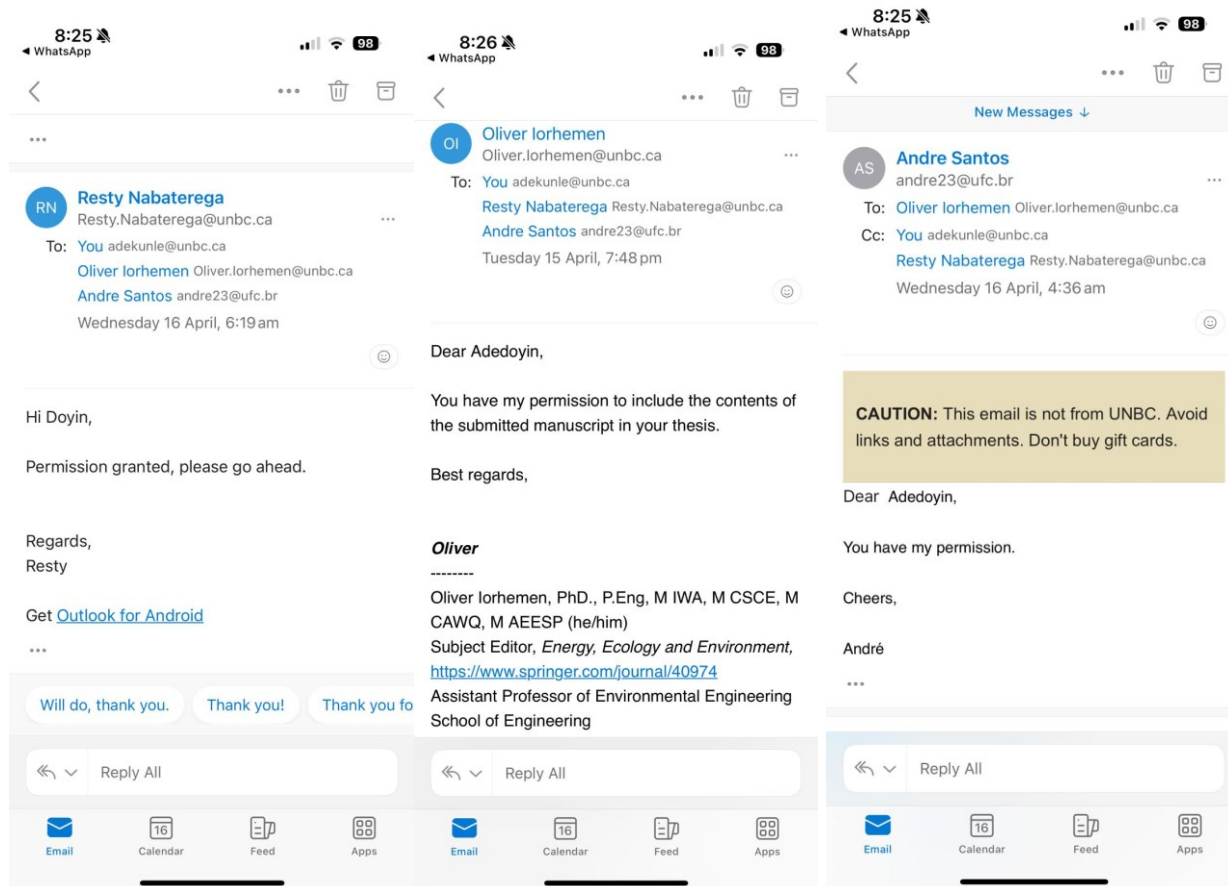 8:25
WhatsApp
98
...
RN
Resty Nabaterega
Resty.Nabaterega@unbc.ca
...
To: You adekunle@unbc.ca
Oliver Iorhemen Oliver.Iorhemen@unbc.ca
Andre Santos andre23@ufc.br
Wednesday 16 April, 6:19 am
Hi Doyin,
Permission granted, please go ahead.
Regards,
Resty
Get Outlook for Android
...
Will do, thank you.
Thank you!
Thank you fo
Reply All
16
Email
Calendar
Feed
Apps
8:26
WhatsApp
98
OI
Oliver Iorhemen
Oliver.Iorhemen@unbc.ca
...
To: You adekunle@unbc.ca
Resty Nabaterega Resty.Nabaterega@unbc.ca
Andre Santos andre23@ufc.br
Tuesday 15 April, 7:48 pm
Dear Adedoyin,
You have my permission to include the contents of
the submitted manuscript in your thesis.
Best regards,
Oliver
--------
Oliver Iorhemen, PhD., P.Eng, M IWA, M CSCE, M
CAWQ, M AEESP (he/him)
Subject Editor, Energy, Ecology and Environment,
https://www.springer.com/journal/40974
Assistant Professor of Environmental Engineering
School of Engineering
Reply All
16
Email
Calendar
Feed
Apps
8:25
WhatsApp
98
New Messages ↓
AS
Andre Santos
andre23@ufc.br
...
To: Oliver Iorhemen Oliver.Iorhemen@unbc.ca
Cc: You adekunle@unbc.ca
Resty Nabaterega Resty.Nabaterega@unbc.ca
Wednesday 16 April, 4:36 am
CAUTION: This email is not from UNBC. Avoid
links and attachments. Don't buy gift cards.
Dear Adedoyin,
You have my permission.
Cheers,
André
...
Reply All
16
Email
Calendar
Feed
Apps